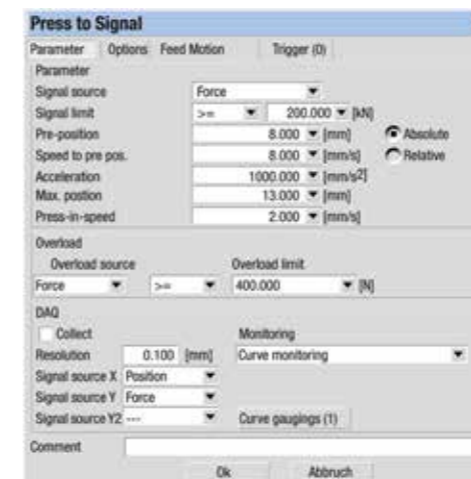 Press to Signal
Parameter Options Feed Motion Trigger (0)
Parameter
Signal source Force
Signal limit >= 200.000 [kN]
Pre-position 8.000 [mm] Absolute
Speed to pre pos. 8.000 [mm/s] Relative
Acceleration 1000.000 [mm/s2]
Max. postion 13.000 [mm]
Press-in-speed 2.000 [mm/s]
Overload
Overload source Overload limit
Force >= 400.000 [N]
DAQ
Collect Monitoring
Resolution 0.100 [mm] Curve monitoring
Signal source X Position
Signal source Y Force
Signal source Y2 --- Curve gaugings (1)
Comment
Ok Abbruch